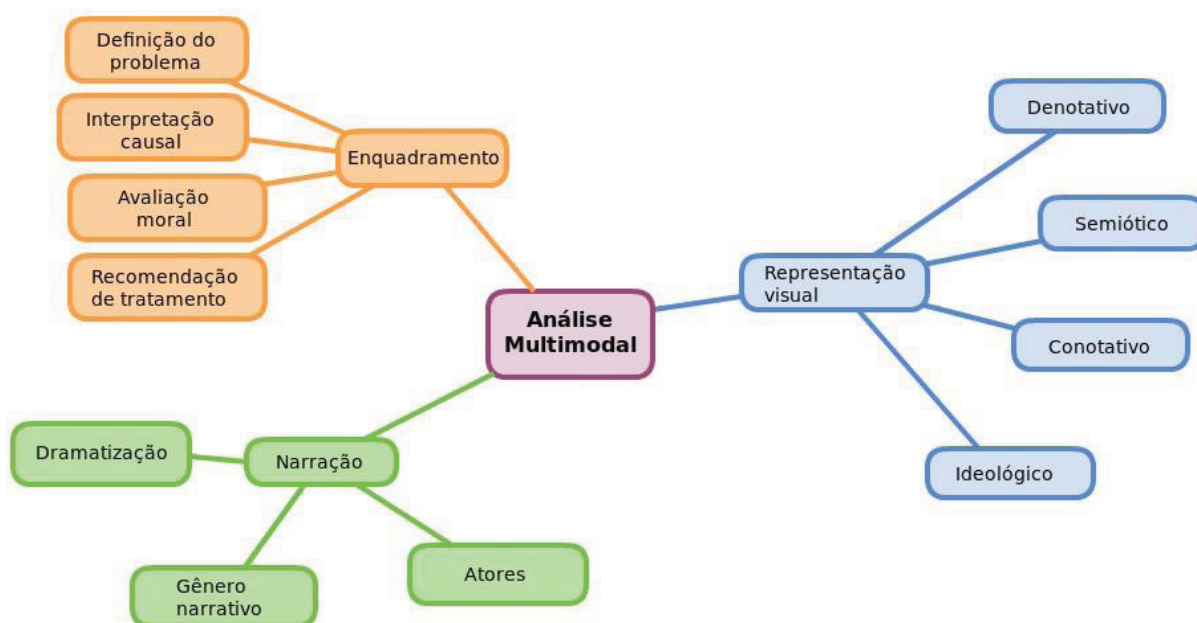 Definição do
problema
Interpretação
causal
Avaliação
moral
Recomendação
de tratamento
Enquadramento
Análise
Multimodal
Representação
visual
Denotativo
Semiótico
Conotativo
Ideológico
Narração
Dramatização
Gênero
narrativo
Atores